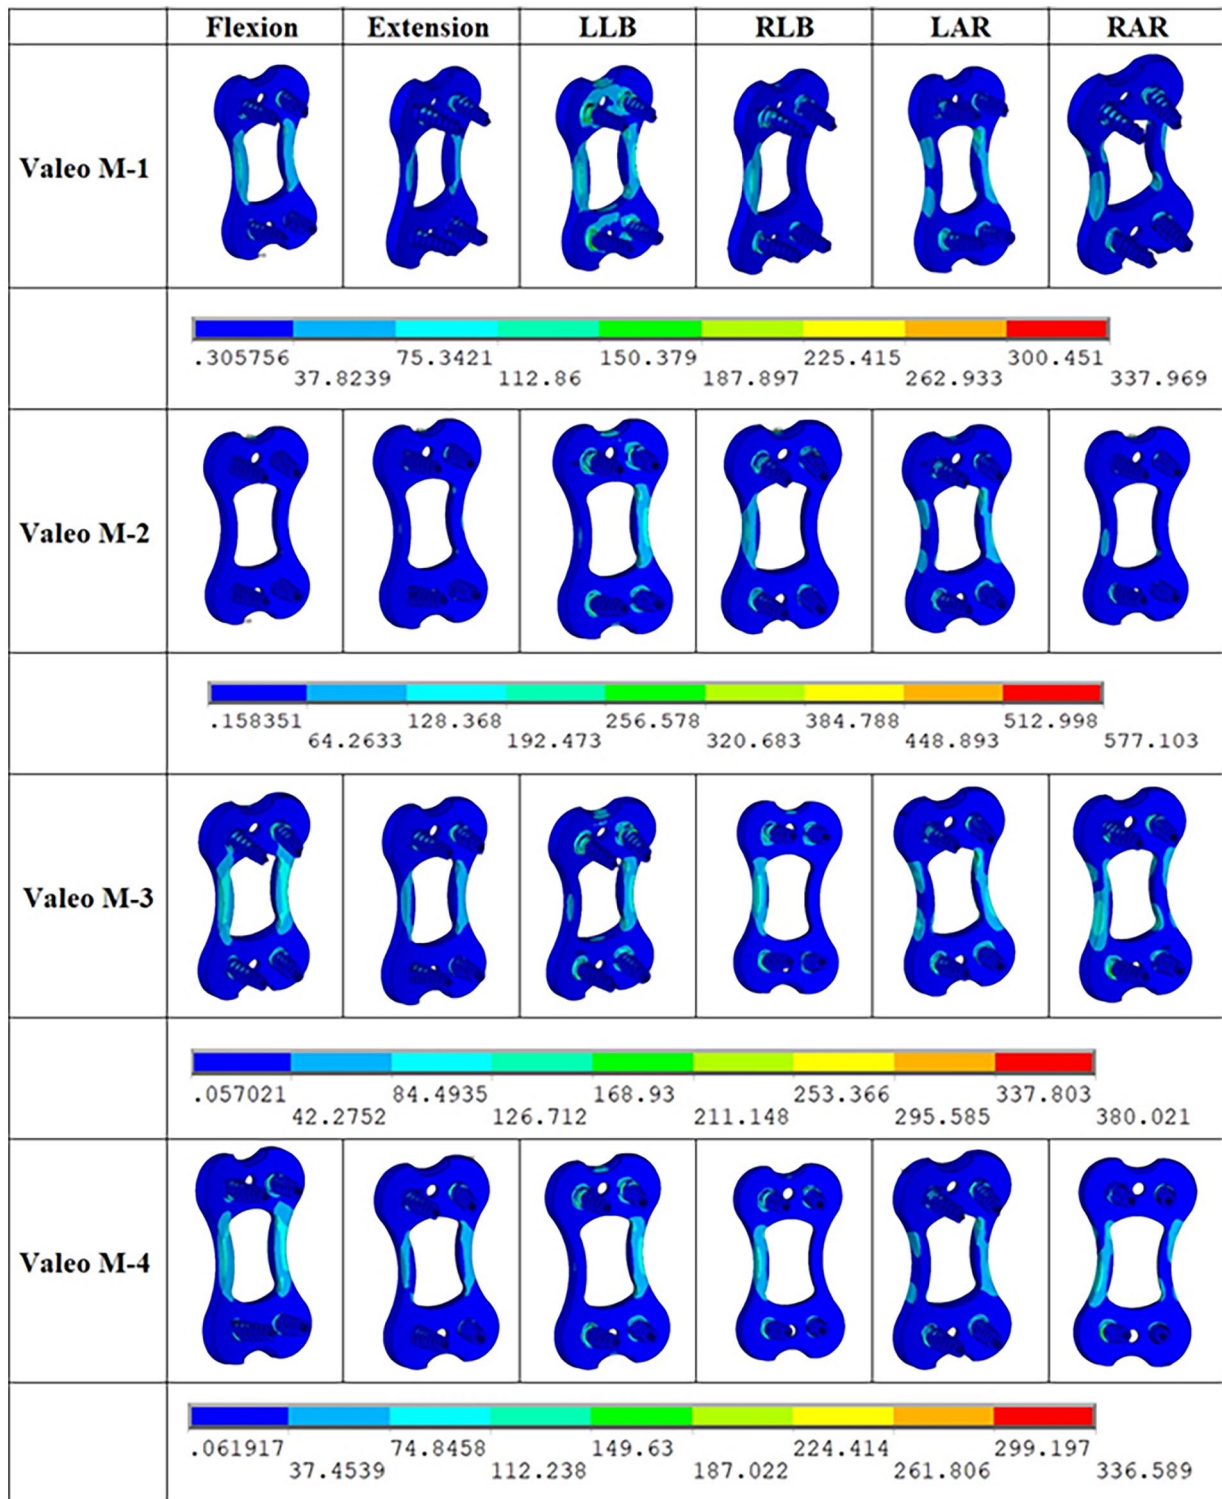 Flexion Extension LLB RLB LAR RAR
Valeo M-1
.305756 75.3421 150.379 225.415 300.451
37.8239 112.86 187.897 262.933 337.969
Valeo M-2
.158351 128.368 256.578 384.788 512.998
64.2633 192.473 320.683 448.893 577.103
Valeo M-3
.057021 84.4935 168.93 253.366 337.803
42.2752 126.712 211.148 295.585 380.021
Valeo M-4
.061917 74.8458 149.63 224.414 299.197
37.4539 112.238 187.022 261.806 336.589